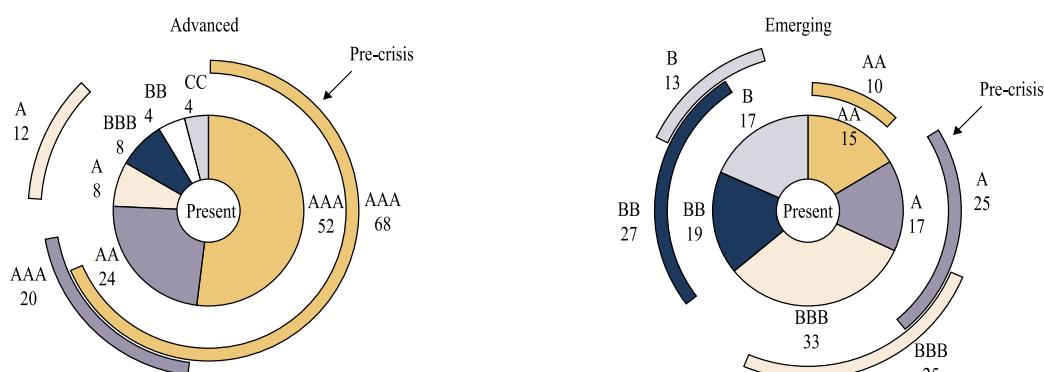 Advanced
Pre-crisis
A
12
BBB
8
BB
4
CC
4
A
8
AA
24
Present
AAA
52
AAA
68
AAA
20
Emerging
Pre-crisis
B
13
B
17
AA
10
AA
15
A
25
A
17
BB
27
BB
19
Present
BBB
33
BBB